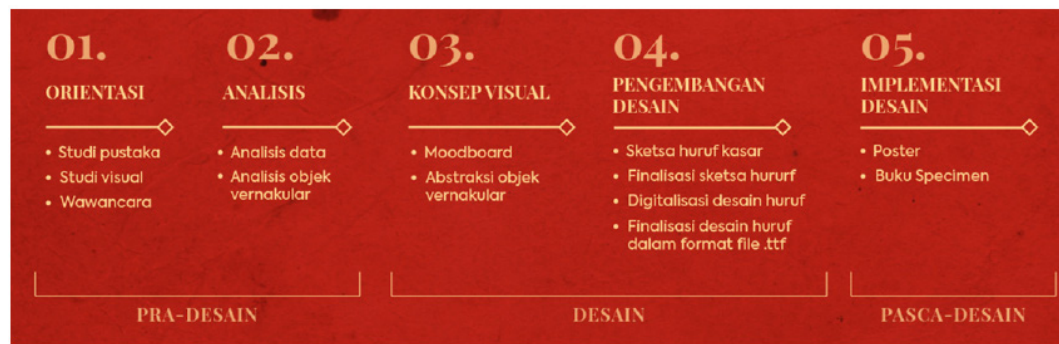 01.
ORIENTASI
• Studi pustaka
• Studi visual
• Wawancara
02.
ANALISIS
• Analisis data
• Analisis objek
vernakular
03.
KONSEP VISUAL
• Moodboard
• Abstraksi objek
vernakular
04.
PENGEMBANGAN
DESAIN
• Sketsa huruf kasar
• Finalisasi sketsa hururf
• Digitalisasi desain huruf
• Finalisasi desain huruf
dalam format file .ttf
05.
IMPLEMENTASI
DESAIN
• Poster
• Buku Specimen
PRA-DESAIN
DESAIN
PASCA-DESAIN